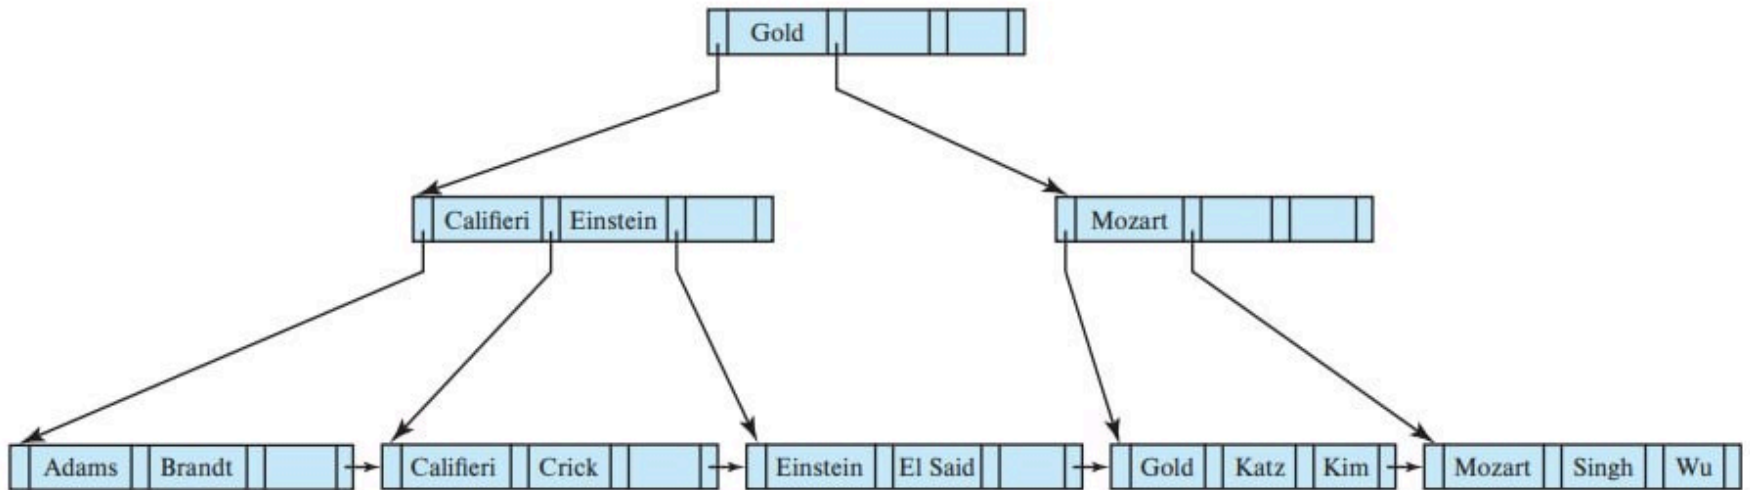 Gold
Califieri Einstein Mozart
Adams Brandt Califieri Crick Einstein El Said Gold Katz Kim Mozart Singh Wu